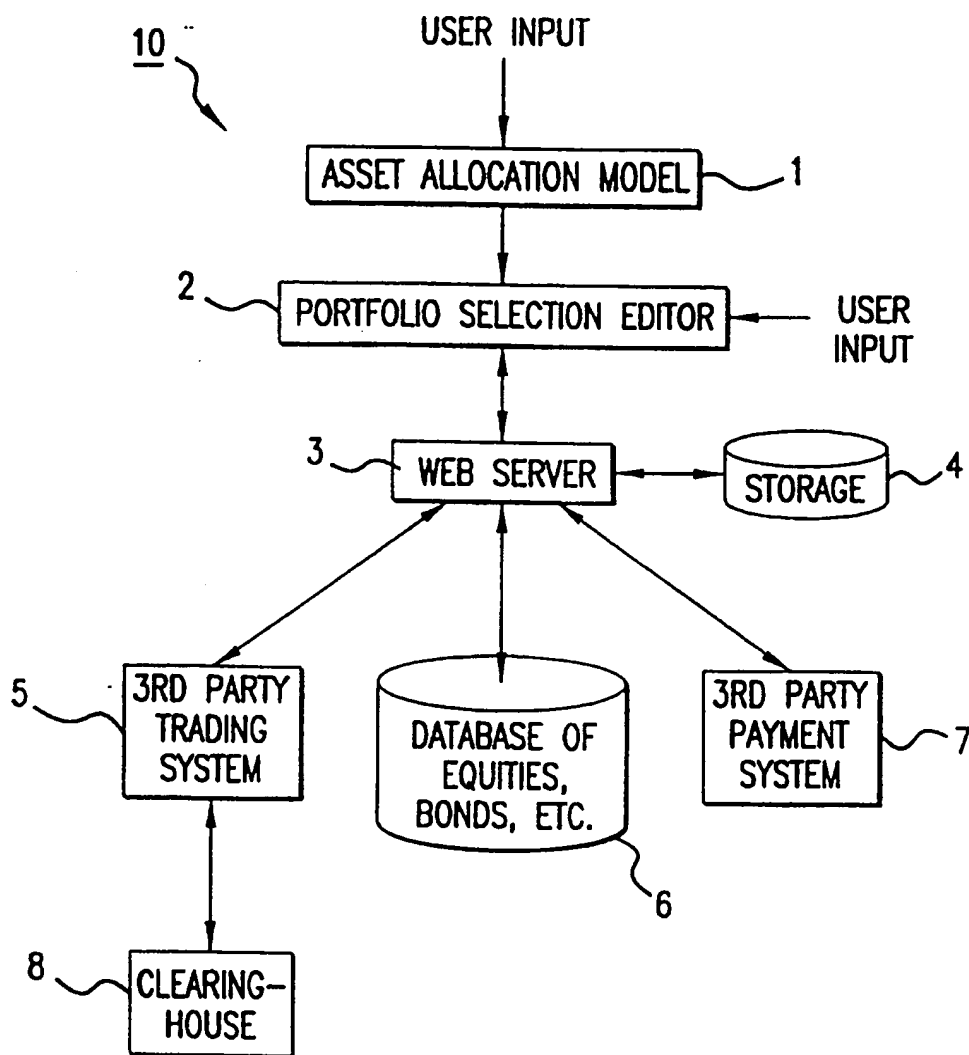 10
USER INPUT
ASSET ALLOCATION MODEL
1
2
PORTFOLIO SELECTION EDITOR
USER
INPUT
3
WEB SERVER
STORAGE
4
5
3RD PARTY
TRADING
SYSTEM
DATABASE OF
EQUITIES,
BONDS, ETC.
6
3RD PARTY
PAYMENT
SYSTEM
7
8
CLEARING-
HOUSE